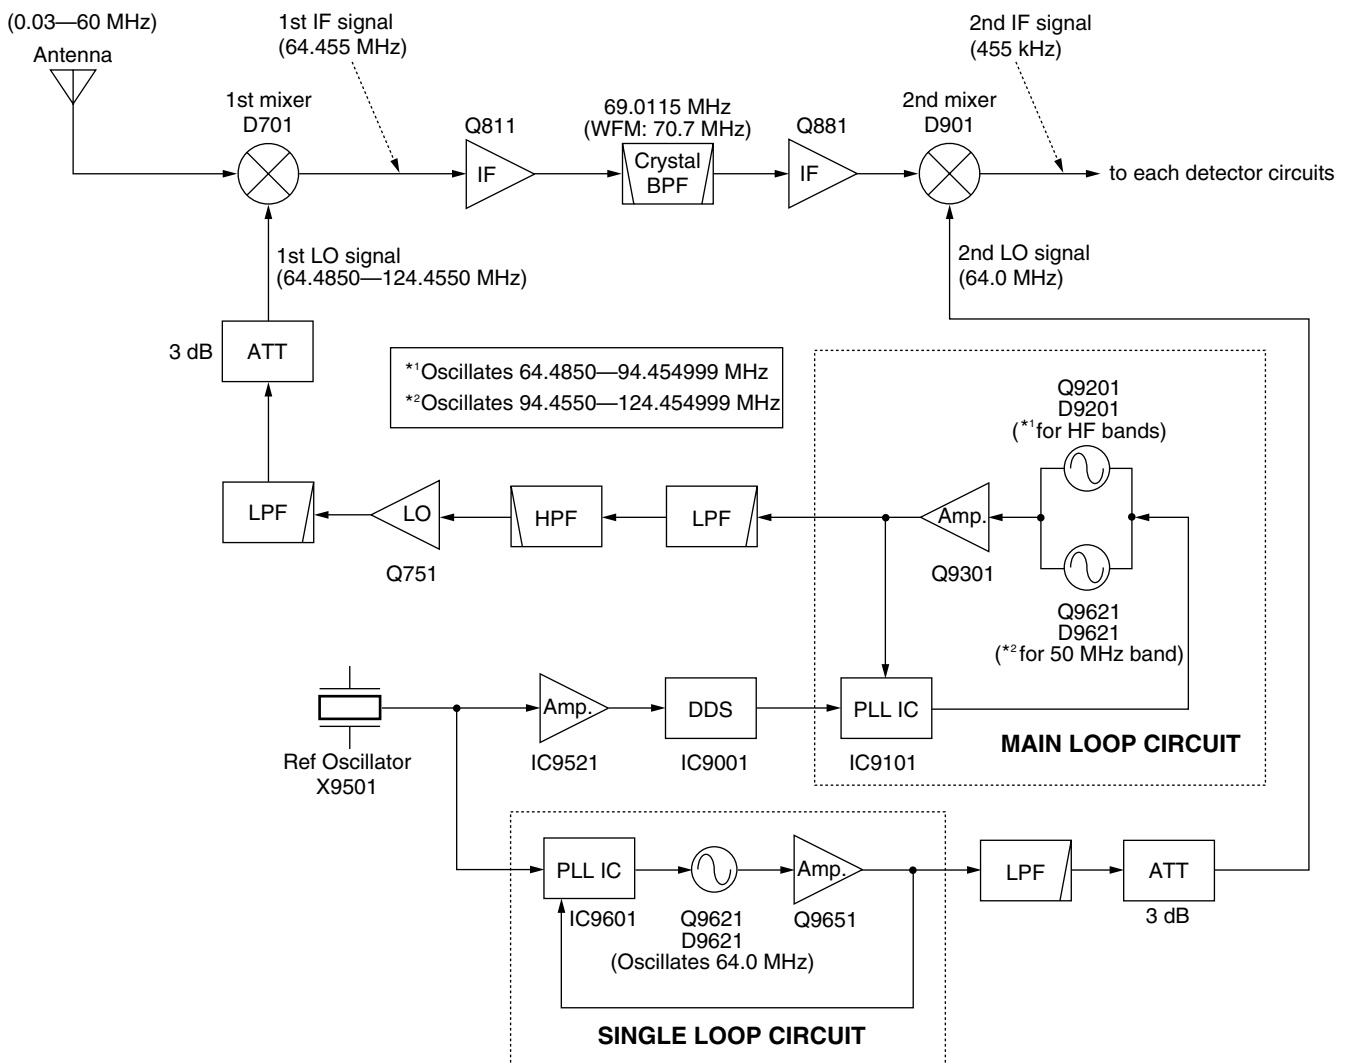 (0.03—60 MHz)
Antenna
1st IF signal
(64.455 MHz)
2nd IF signal
(455 kHz)
1st mixer
D701
Q811
69.0115 MHz
(WFM: 70.7 MHz)
Q881
2nd mixer
D901
IF
Crystal
BPF
IF
to each detector circuits
1st LO signal
(64.4850—124.4550 MHz)
2nd LO signal
(64.0 MHz)
3 dB
ATT
*1Oscillates 64.4850—94.454999 MHz
*2Oscillates 94.4550—124.454999 MHz
Q9201
D9201
(*1for HF bands)
LPF
LO
HPF
LPF
Amp.
Q751
Q9301
Q9621
D9621
(*2for 50 MHz band)
Amp.
DDS
PLL IC
MAIN LOOP CIRCUIT
Ref Oscillator
X9501
IC9521
IC9001
IC9101
PLL IC
Amp.
LPF
ATT
IC9601
Q9621
D9621
(Oscillates 64.0 MHz)
Q9651
3 dB
SINGLE LOOP CIRCUIT